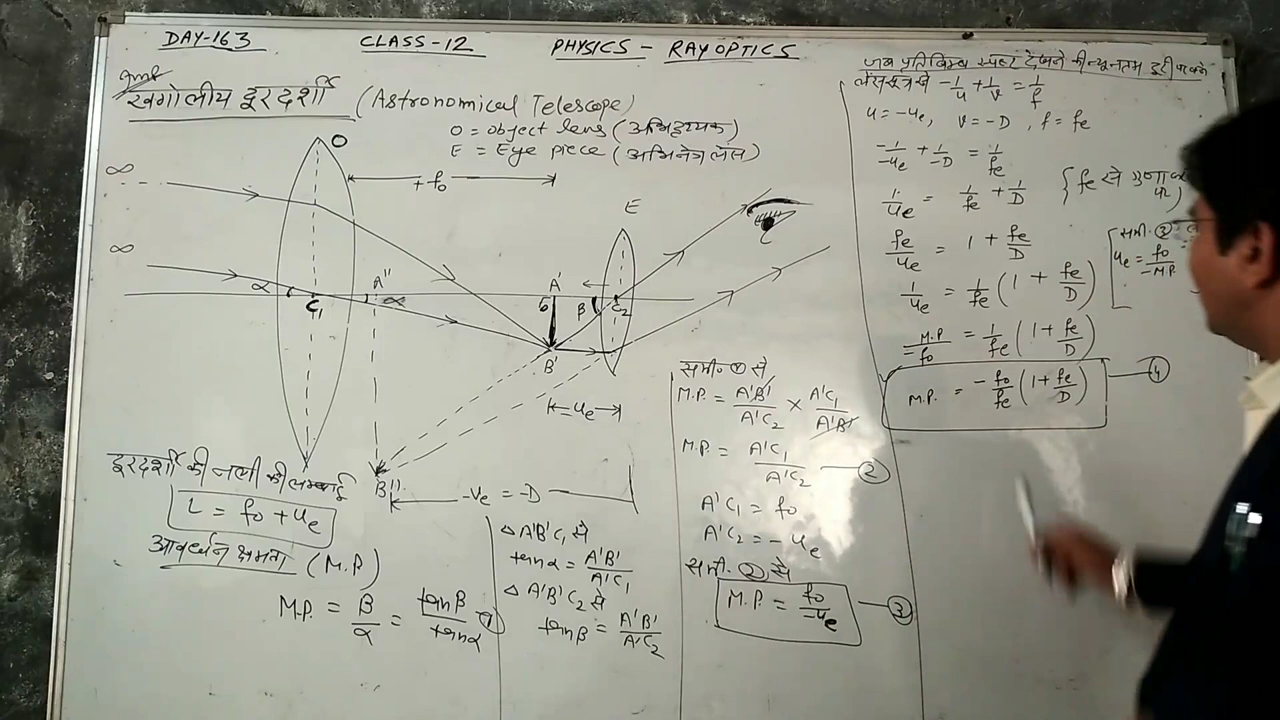 DAY-163 CLASS-12 PHYSICS - RAY OPTICS
Imp
खगोलीय दूरदर्शी (Astronomical Telescope)
O = object lens (अभिदृश्यक)
E = Eye piece (अभिनेत्र लेंस)
O
∞
+ fo
E
∞
α C1 A'' α A' β C2
B'
uₑ
B''
-Vₑ = -D
दूरदर्शी की नली की लम्बाई
L = fo + uₑ
आवर्धन क्षमता (M.P)
M.P. = β/α = tanβ/tanα 1
△ A'B'C₁ से
tanα = A'B'/A'C₁
△ A'B'C₂ से
tanβ = A'B'/A'C₂
समी. ① से
M.P. = A'B'/A'C₂ × A'C₁/A'B'
M.P. = A'C₁/A'C₂ — ②
A'C₁ = fo
A'C₂ = -uₑ
समी. ② से
M.P. = fo/-uₑ — ③
जब प्रतिबिम्ब स्पष्ट देखने की न्यूनतम दूरी पर बने
लेंस सूत्र से -1/u + 1/v = 1/f
u = -uₑ, v = -D, f = fₑ
-1/-uₑ + 1/-D = 1/fₑ
1/uₑ = 1/fₑ + 1/D { fₑ से गुणा
पर)
fₑ/uₑ = 1 + fₑ/D
समी. ③
uₑ = fo/-M.P.
1/uₑ = 1/fₑ (1 + fₑ/D)
M.P/-fo = 1/fₑ (1 + fₑ/D)
M.P. = -fo/fₑ (1 + fₑ/D) — ④